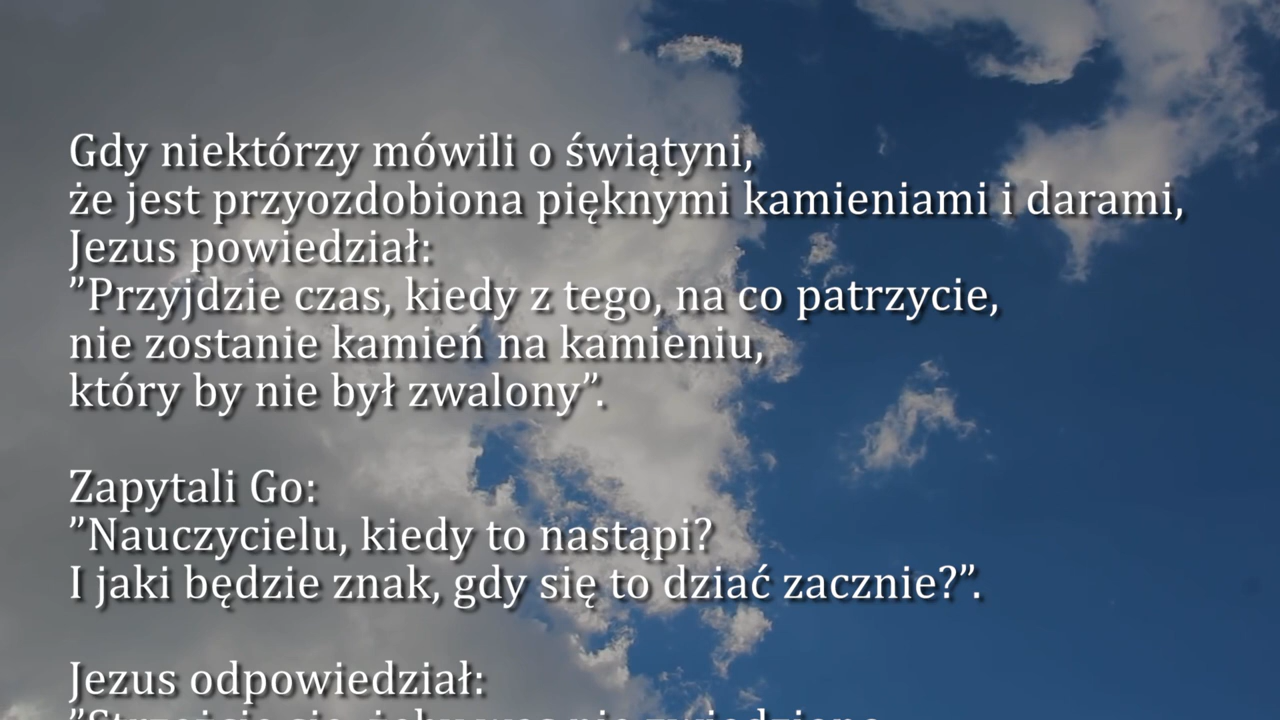 Gdy niektórzy mówili o świątyni,
że jest przyozdobiona pięknymi kamieniami i darami,
Jezus powiedział:
”Przyjdzie czas, kiedy z tego, na co patrzycie,
nie zostanie kamień na kamieniu,
który by nie był zwalony”.
Zapytali Go:
”Nauczycielu, kiedy to nastąpi?
I jaki będzie znak, gdy się to dziać zacznie?”.
Jezus odpowiedział: